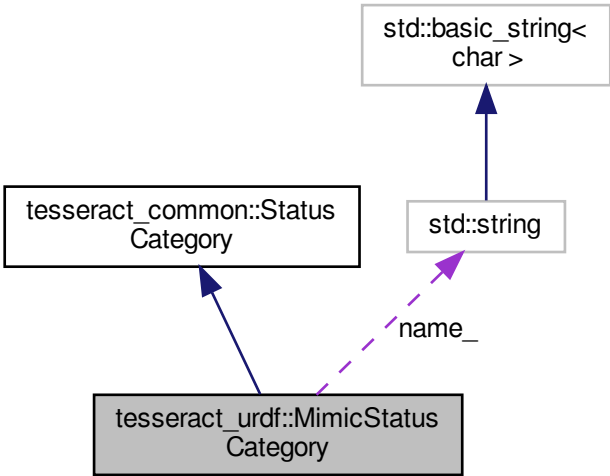 std::basic_string<
char >
tesseract_common::Status
Category
std::string
name_
tesseract_urdf::MimicStatus
Category